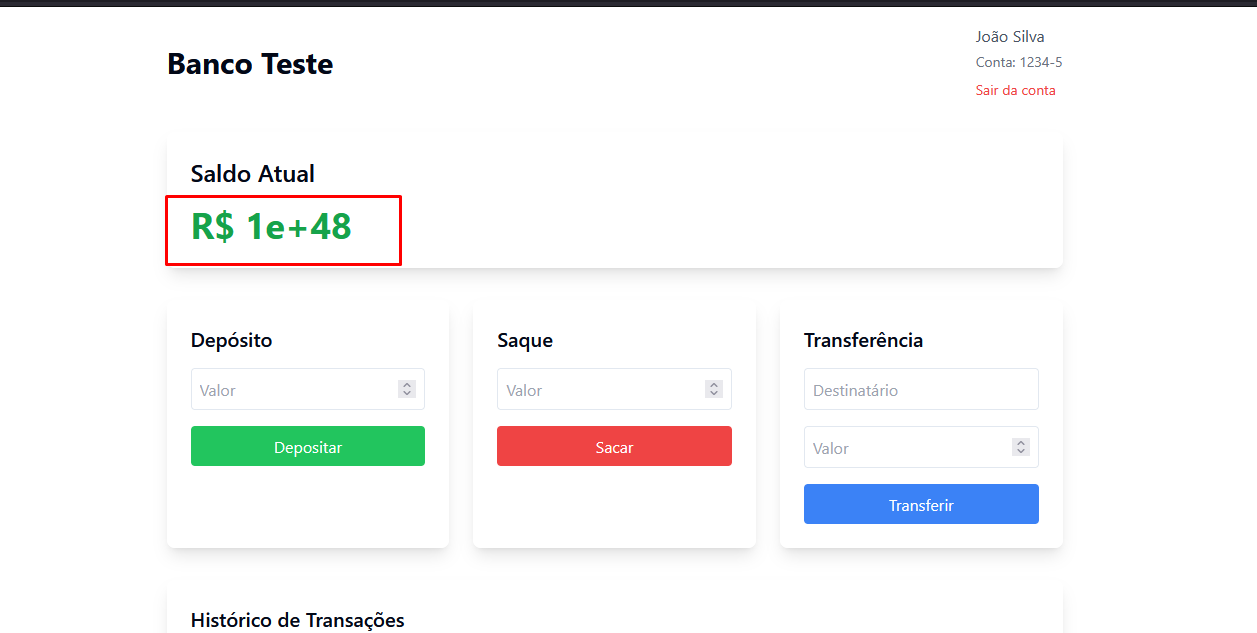 Banco Teste
João Silva
Conta: 1234-5
Sair da conta
Saldo Atual
R$ 1e+48
Depósito
Valor
Depositar
Saque
Valor
Sacar
Transferência
Destinatário
Valor
Transferir
Histórico de Transações